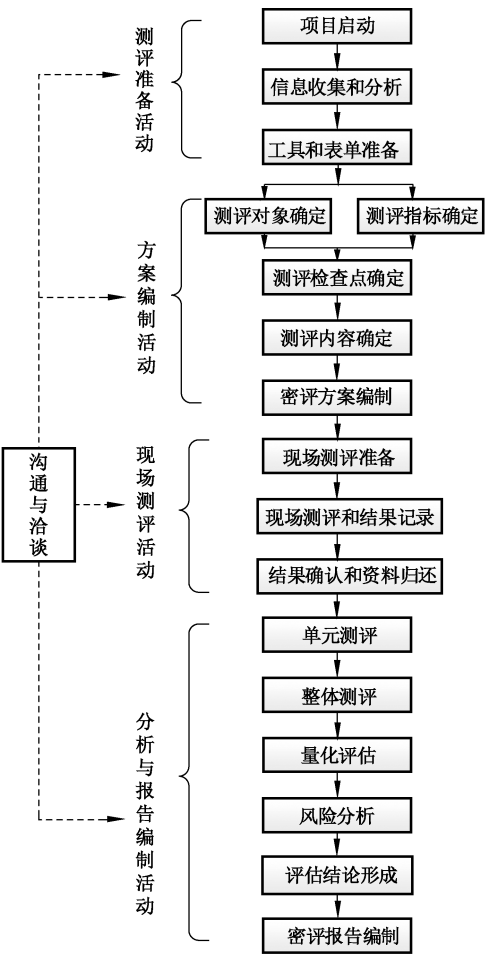 测评准备活动
项目启动
信息收集和分析
工具和表单准备
方案编制活动
测评对象确定
测评指标确定
测评检查点确定
测评内容确定
密评方案编制
沟通与洽谈
现场测评活动
现场测评准备
现场测评和结果记录
结果确认和资料归还
分析与报告编制活动
单元测评
整体测评
量化评估
风险分析
评估结论形成
密评报告编制